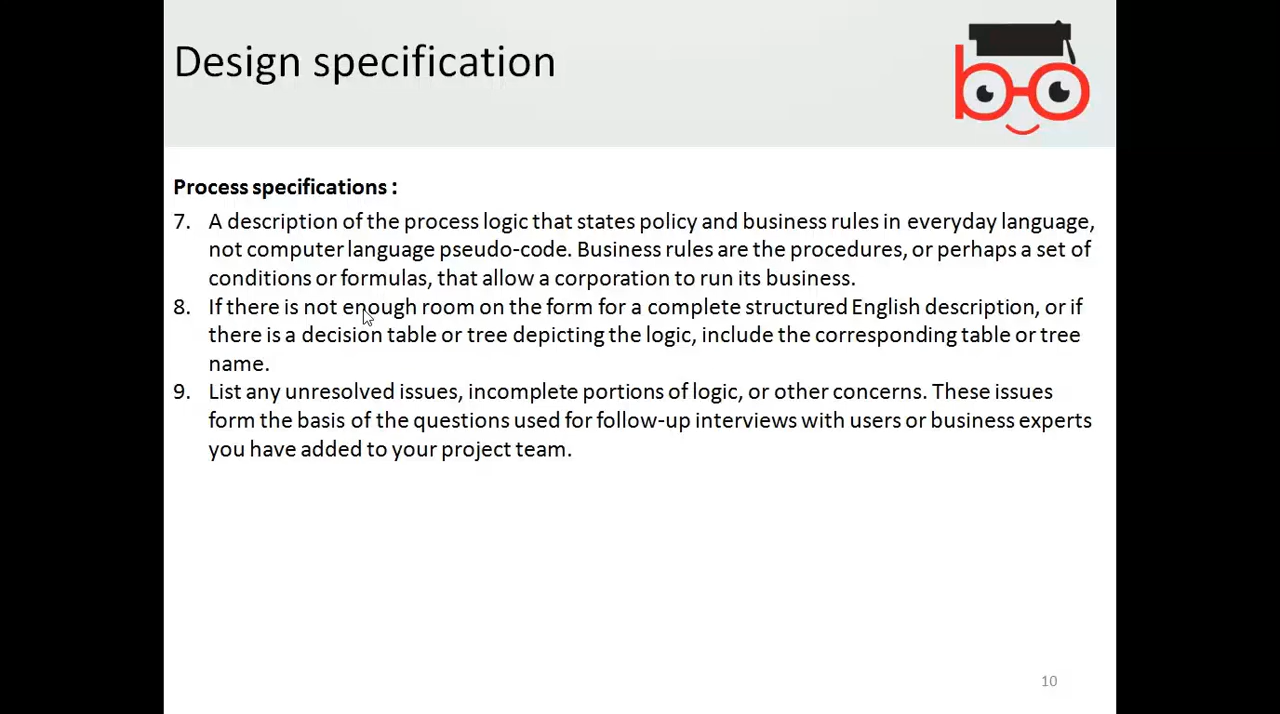 Design specification
bo
Process specifications :
7. A description of the process logic that states policy and business rules in everyday language,
not computer language pseudo-code. Business rules are the procedures, or perhaps a set of
conditions or formulas, that allow a corporation to run its business.
8. If there is not enough room on the form for a complete structured English description, or if
there is a decision table or tree depicting the logic, include the corresponding table or tree
name.
9. List any unresolved issues, incomplete portions of logic, or other concerns. These issues
form the basis of the questions used for follow-up interviews with users or business experts
you have added to your project team.
10